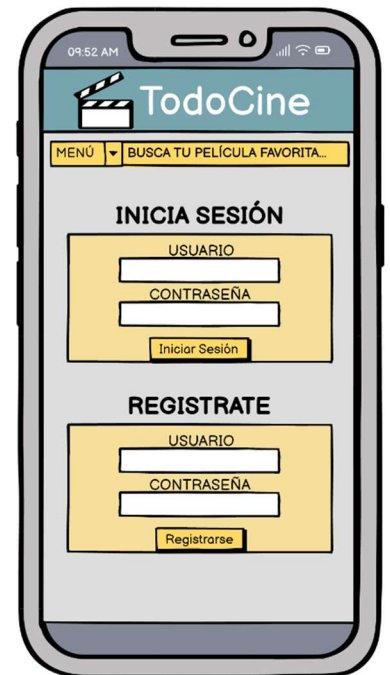 09:52 AM
TodoCine
MENÚ BUSCA TU PELÍCULA FAVORITA...
INICIA SESIÓN
USUARIO
CONTRASEÑA
Iniciar Sesión
REGISTRATE
USUARIO
CONTRASEÑA
Registrarse